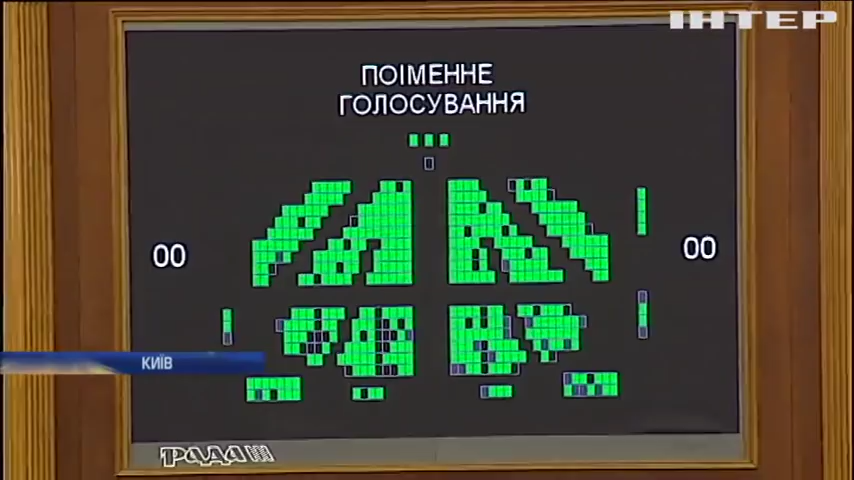 ІНТЕР
ПОІМЕННЕ
ГОЛОСУВАННЯ
00
00
КИЇВ
РАДА